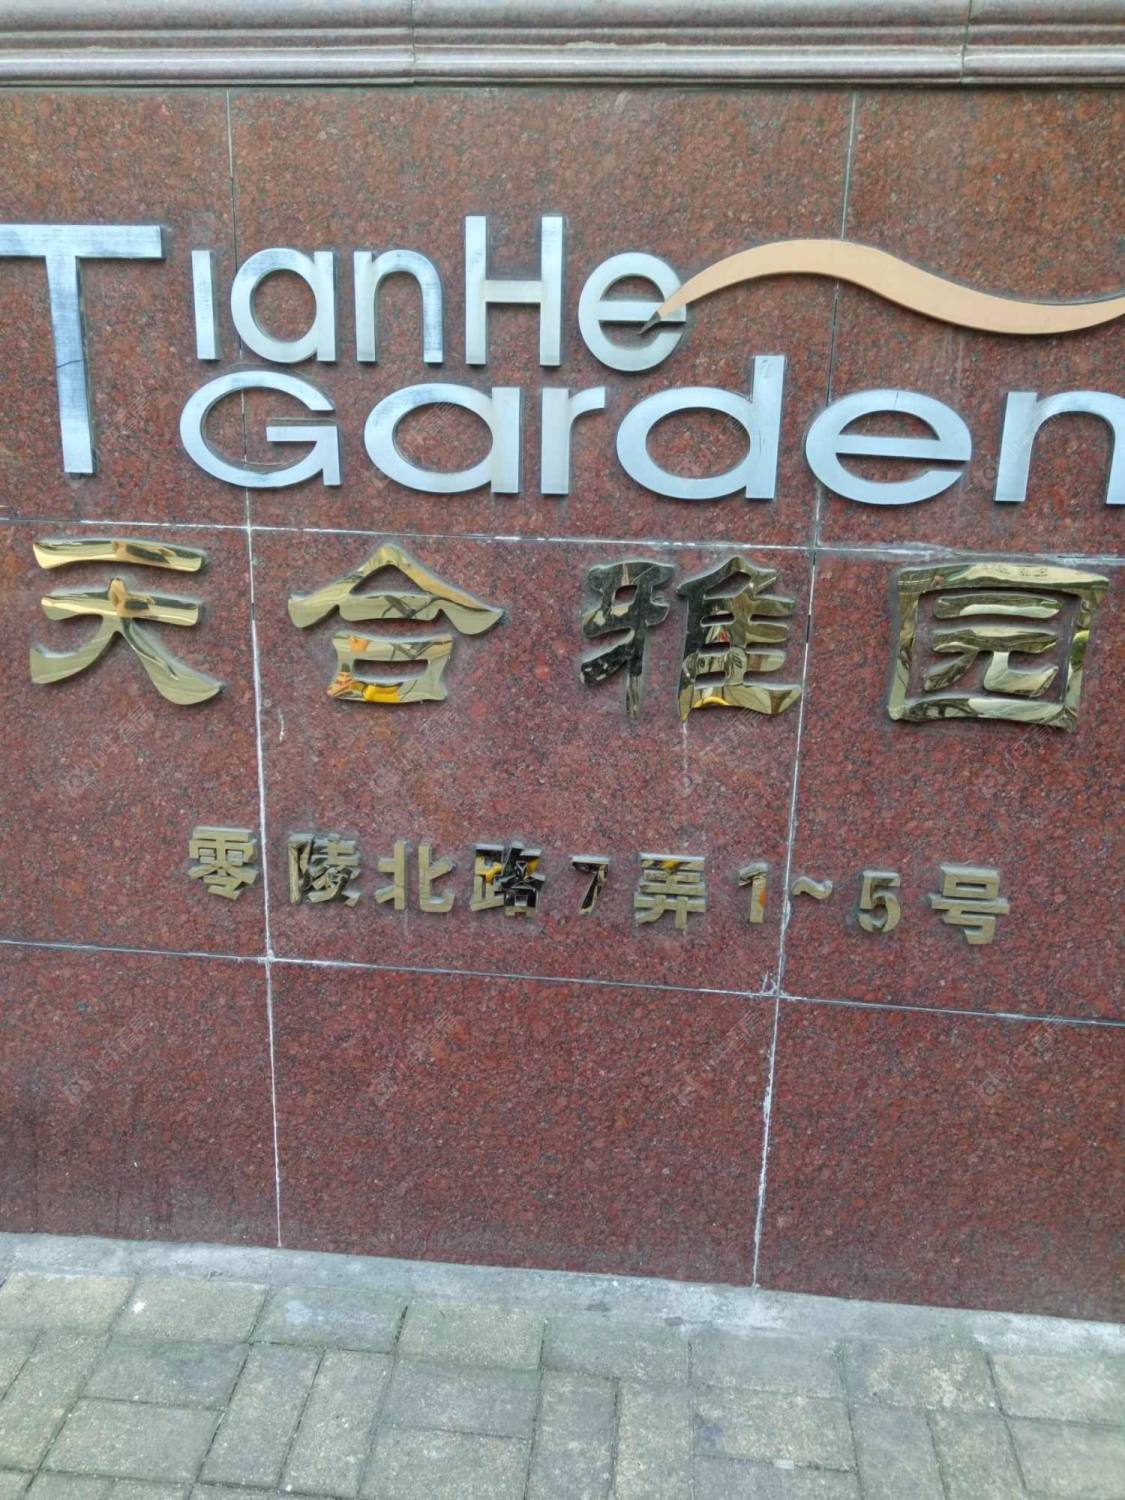 TianHe
Garden
天合雅园
零陵北路7弄1~5号